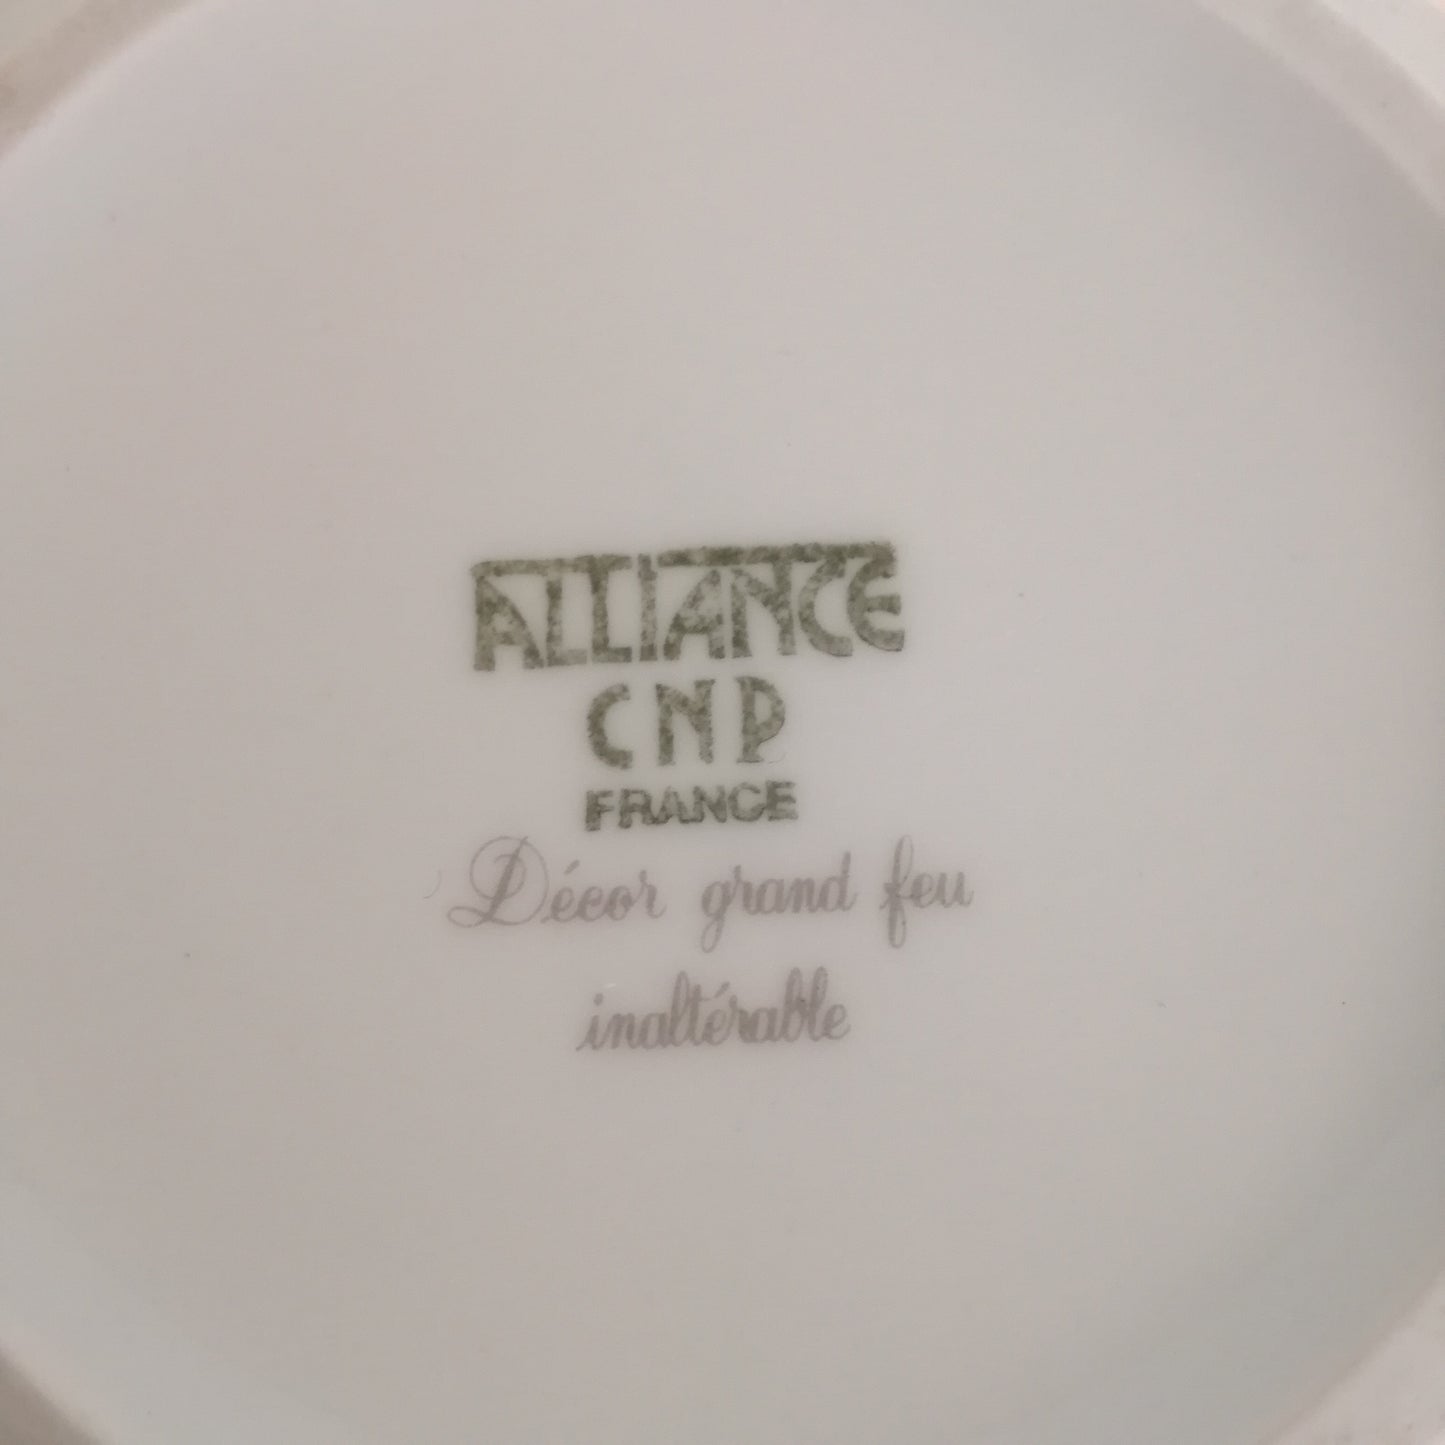 ALLIANCE
CNP
FRANCE
Décor grand feu
inaltérable